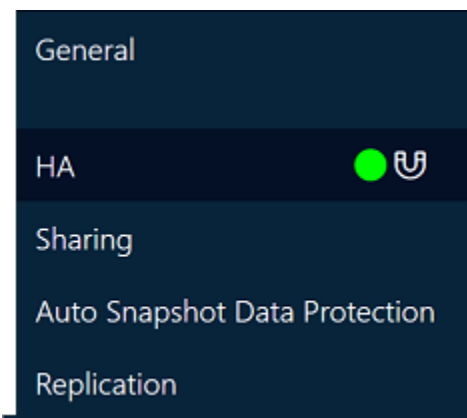 General
HA
Sharing
Auto Snapshot Data Protection
Replication